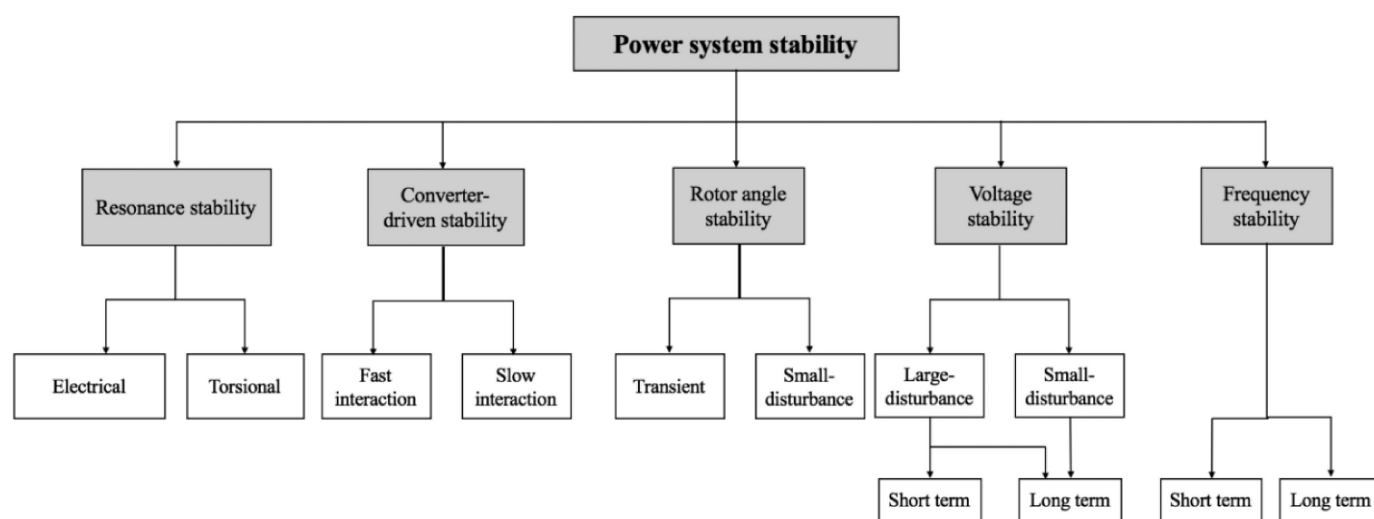 Power system stability
Resonance stability
Converter-
driven stability
Rotor angle
stability
Voltage
stability
Frequency
stability
Electrical
Torsional
Fast
interaction
Slow
interaction
Transient
Small-
disturbance
Large-
disturbance
Small-
disturbance
Short term
Long term
Short term
Long term